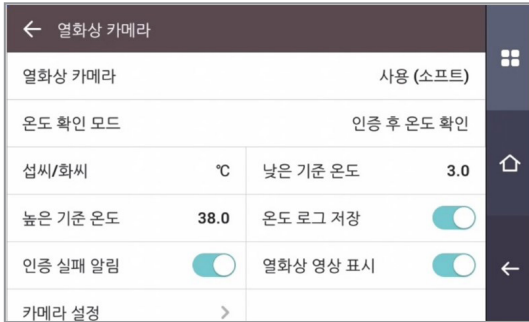 열화상 카메라
열화상 카메라 사용 (소프트)
온도 확인 모드 인증 후 온도 확인
섭씨/화씨 ℃ 낮은 기준 온도 3.0
높은 기준 온도 38.0 온도 로그 저장
인증 실패 알림 열화상 영상 표시
카메라 설정